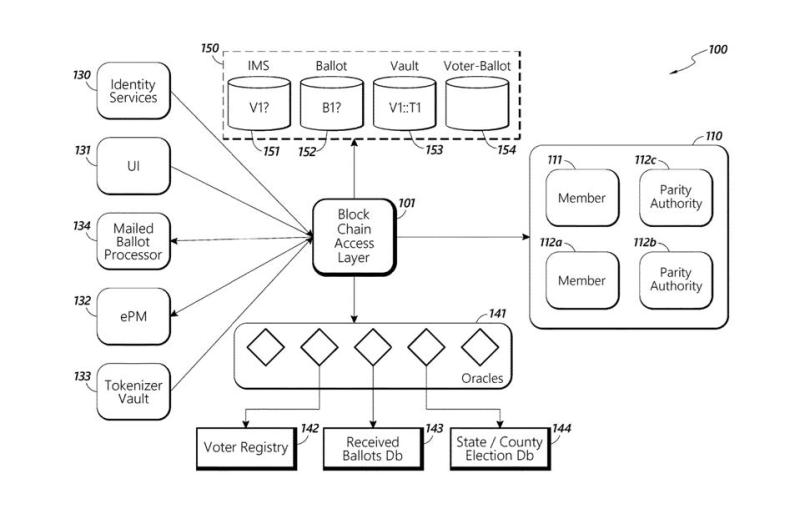 100
150
IMS
Ballot
Vault
Voter-Ballot
V1?
B1?
V1::T1
151
152
153
154
130
Identity
Services
131
UI
134
Mailed
Ballot
Processor
132
ePM
133
Tokenizer
Vault
101
Block
Chain
Access
Layer
110
111
Member
112c
Parity
Authority
112a
Member
112b
Parity
Authority
141
Oracles
Voter Registry
142
Received
Ballots Db
143
State / County
Election Db
144